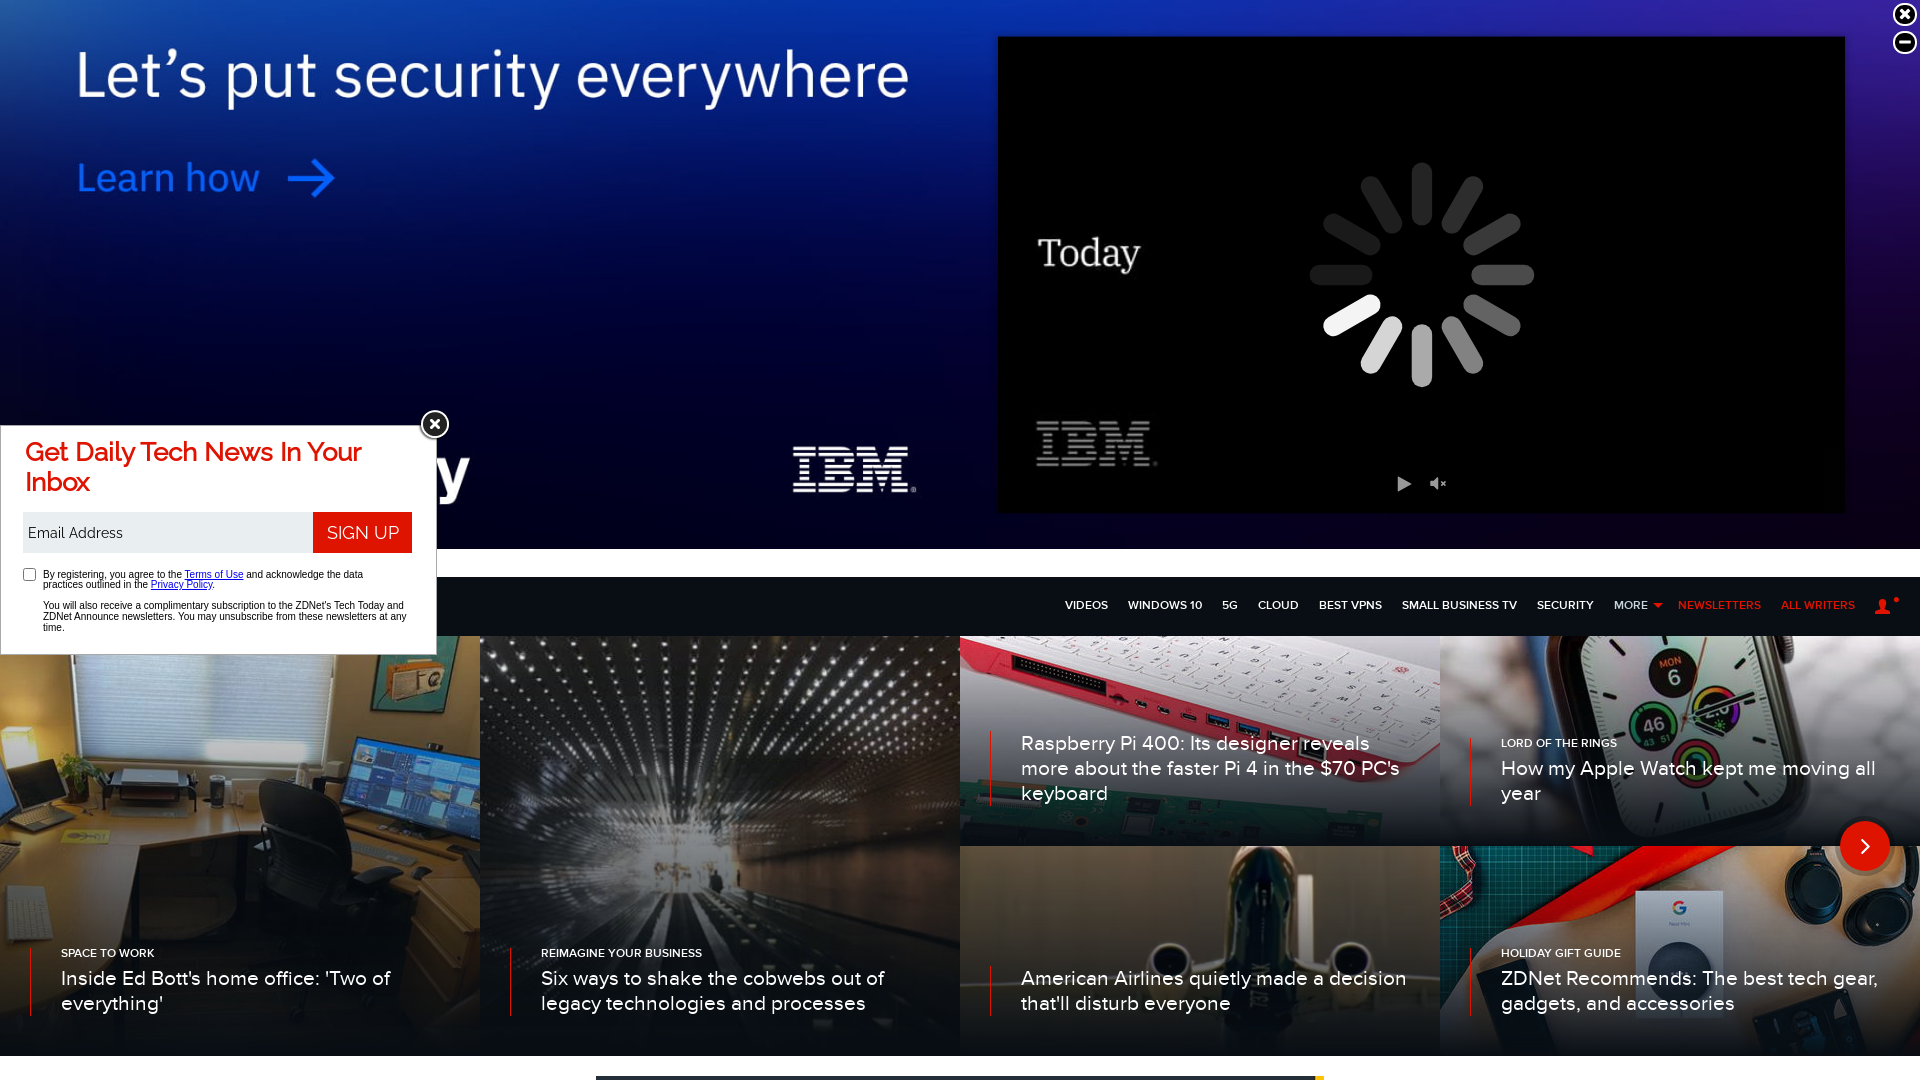 Let's put security everywhere
Learn how
Today
IBM
y
IBM
Get Daily Tech News In Your
Inbox
Email Address
SIGN UP
By registering, you agree to the Terms of Use and acknowledge the data
practices outlined in the Privacy Policy.
You will also receive a complimentary subscription to the ZDNet's Tech Today and
ZDNet Announce newsletters. You may unsubscribe from these newsletters at any
time.
VIDEOS WINDOWS 10 5G CLOUD BEST VPNS SMALL BUSINESS TV SECURITY MORE NEWSLETTERS ALL WRITERS
SPACE TO WORK
Inside Ed Bott's home office: 'Two of
everything'
REIMAGINE YOUR BUSINESS
Six ways to shake the cobwebs out of
legacy technologies and processes
Raspberry Pi 400: Its designer reveals
more about the faster Pi 4 in the $70 PC's
keyboard
MON
6
46
LORD OF THE RINGS
How my Apple Watch kept me moving all
year
American Airlines quietly made a decision
that'll disturb everyone
HOLIDAY GIFT GUIDE
ZDNet Recommends: The best tech gear,
gadgets, and accessories